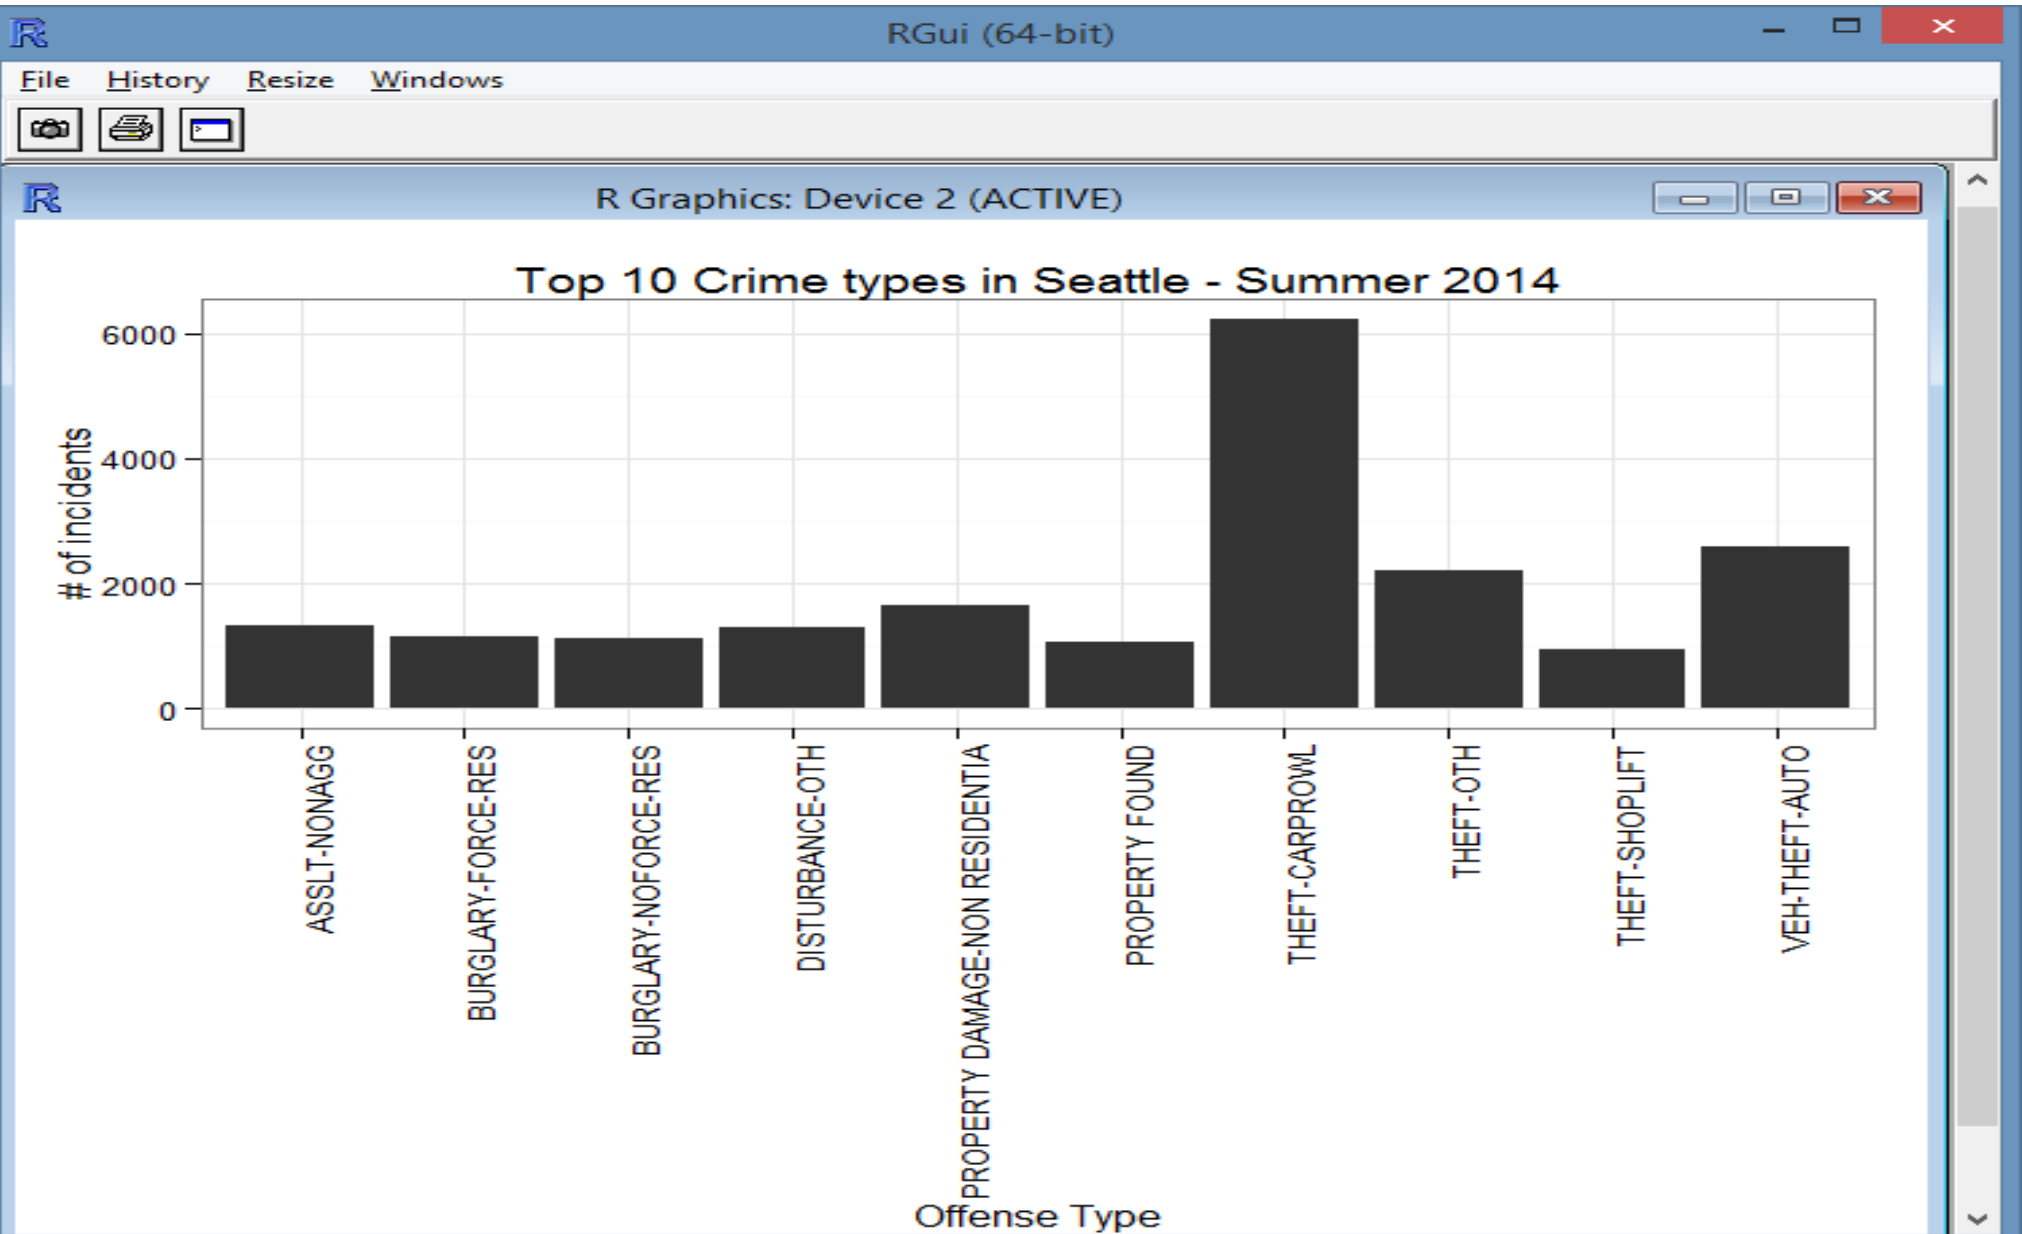 RGui (64-bit)
File History Resize Windows
R Graphics: Device 2 (ACTIVE)
Top 10 Crime types in Seattle - Summer 2014
# of incidents
6000
4000
2000
0
ASSLT-NONAGG
BURGLARY-FORCE-RES
BURGLARY-NOFORCE-RES
DISTURBANCE-OTH
PROPERTY DAMAGE-NON RESIDENTIA
PROPERTY FOUND
THEFT-CARPROWL
THEFT-OTH
THEFT-SHOPLIFT
VEH-THEFT-AUTO
Offense Type